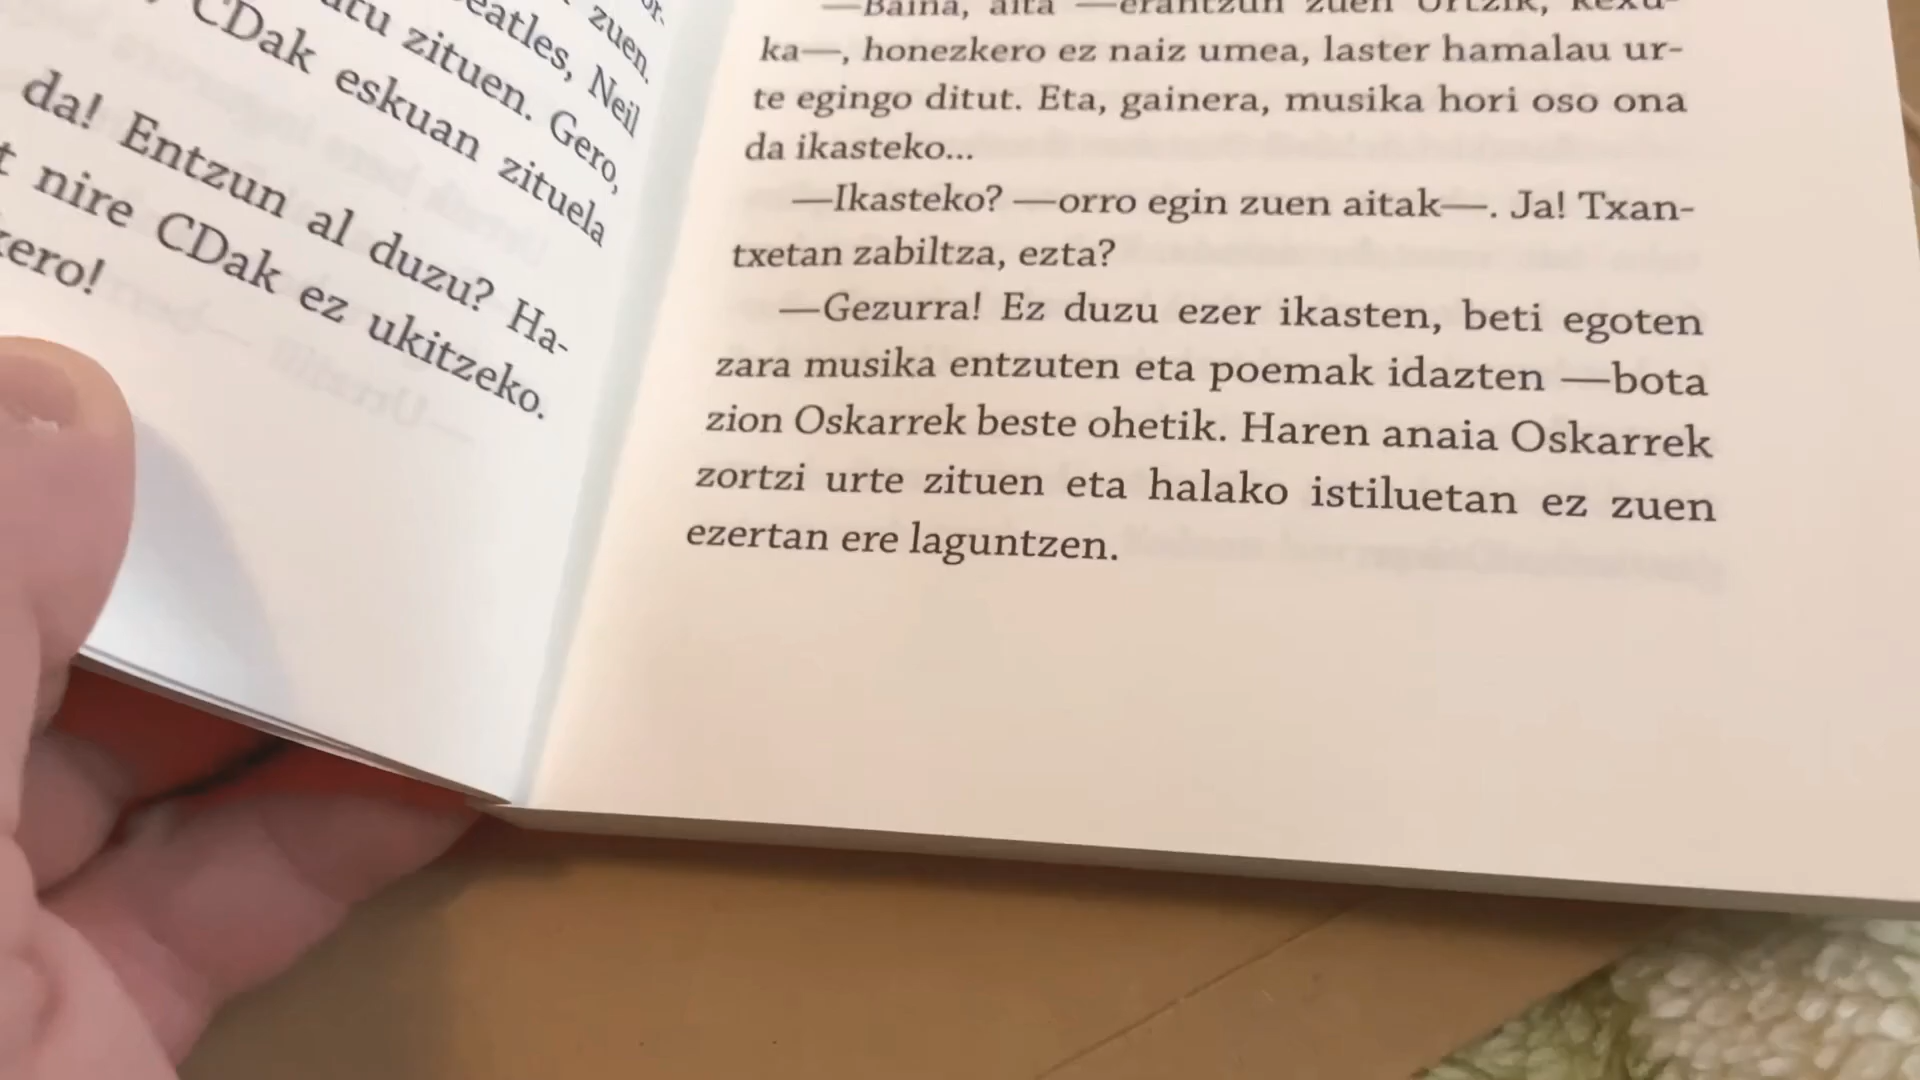 zuen.
eatles, Neil
zituen. Gero,
CDak eskuan zituela
da! Entzun al duzu? Ha-
nire CDak ez ukitzeko.
—Baina, aita —erantzun zuen Urtzik, kexu-
ka—, honezkero ez naiz umea, laster hamalau ur-
te egingo ditut. Eta, gainera, musika hori oso ona
da ikasteko...
—Ikasteko? —orro egin zuen aitak—. Ja! Txan-
txetan zabiltza, ezta?
—Gezurra! Ez duzu ezer ikasten, beti egoten
zara musika entzuten eta poemak idazten —bota
zion Oskarrek beste ohetik. Haren anaia Oskarrek
zortzi urte zituen eta halako istiluetan ez zuen
ezertan ere laguntzen.